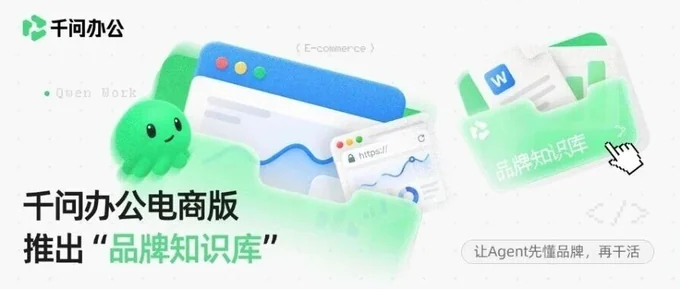 千问办公
〈 E-commerce 〉
Qwen Work
W
https://
品牌知识库
千问办公电商版
推出“品牌知识库”
</>
让Agent先懂品牌，再干活